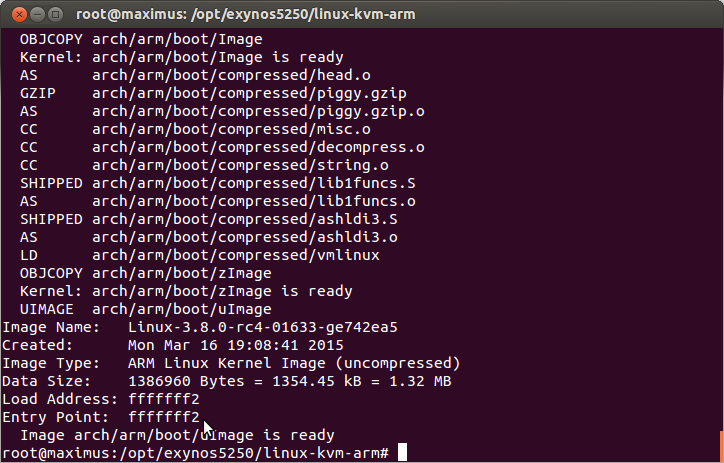 root@maximus: /opt/exynos5250/linux-kvm-arm
OBJCOPY arch/arm/boot/Image
Kernel: arch/arm/boot/Image is ready
AS      arch/arm/boot/compressed/head.o
GZIP    arch/arm/boot/compressed/piggy.gzip
AS      arch/arm/boot/compressed/piggy.gzip.o
CC      arch/arm/boot/compressed/misc.o
CC      arch/arm/boot/compressed/decompress.o
CC      arch/arm/boot/compressed/string.o
SHIPPED arch/arm/boot/compressed/lib1funcs.S
AS      arch/arm/boot/compressed/lib1funcs.o
SHIPPED arch/arm/boot/compressed/ashldi3.S
AS      arch/arm/boot/compressed/ashldi3.o
LD      arch/arm/boot/compressed/vmlinux
OBJCOPY arch/arm/boot/zImage
Kernel: arch/arm/boot/zImage is ready
UIMAGE  arch/arm/boot/uImage
Image Name:   Linux-3.8.0-rc4-01633-ge742ea5
Created:      Mon Mar 16 19:08:41 2015
Image Type:   ARM Linux Kernel Image (uncompressed)
Data Size:    1386960 Bytes = 1354.45 kB = 1.32 MB
Load Address: fffffff2
Entry Point:  fffffff2
Image arch/arm/boot/uImage is ready
root@maximus:/opt/exynos5250/linux-kvm-arm#